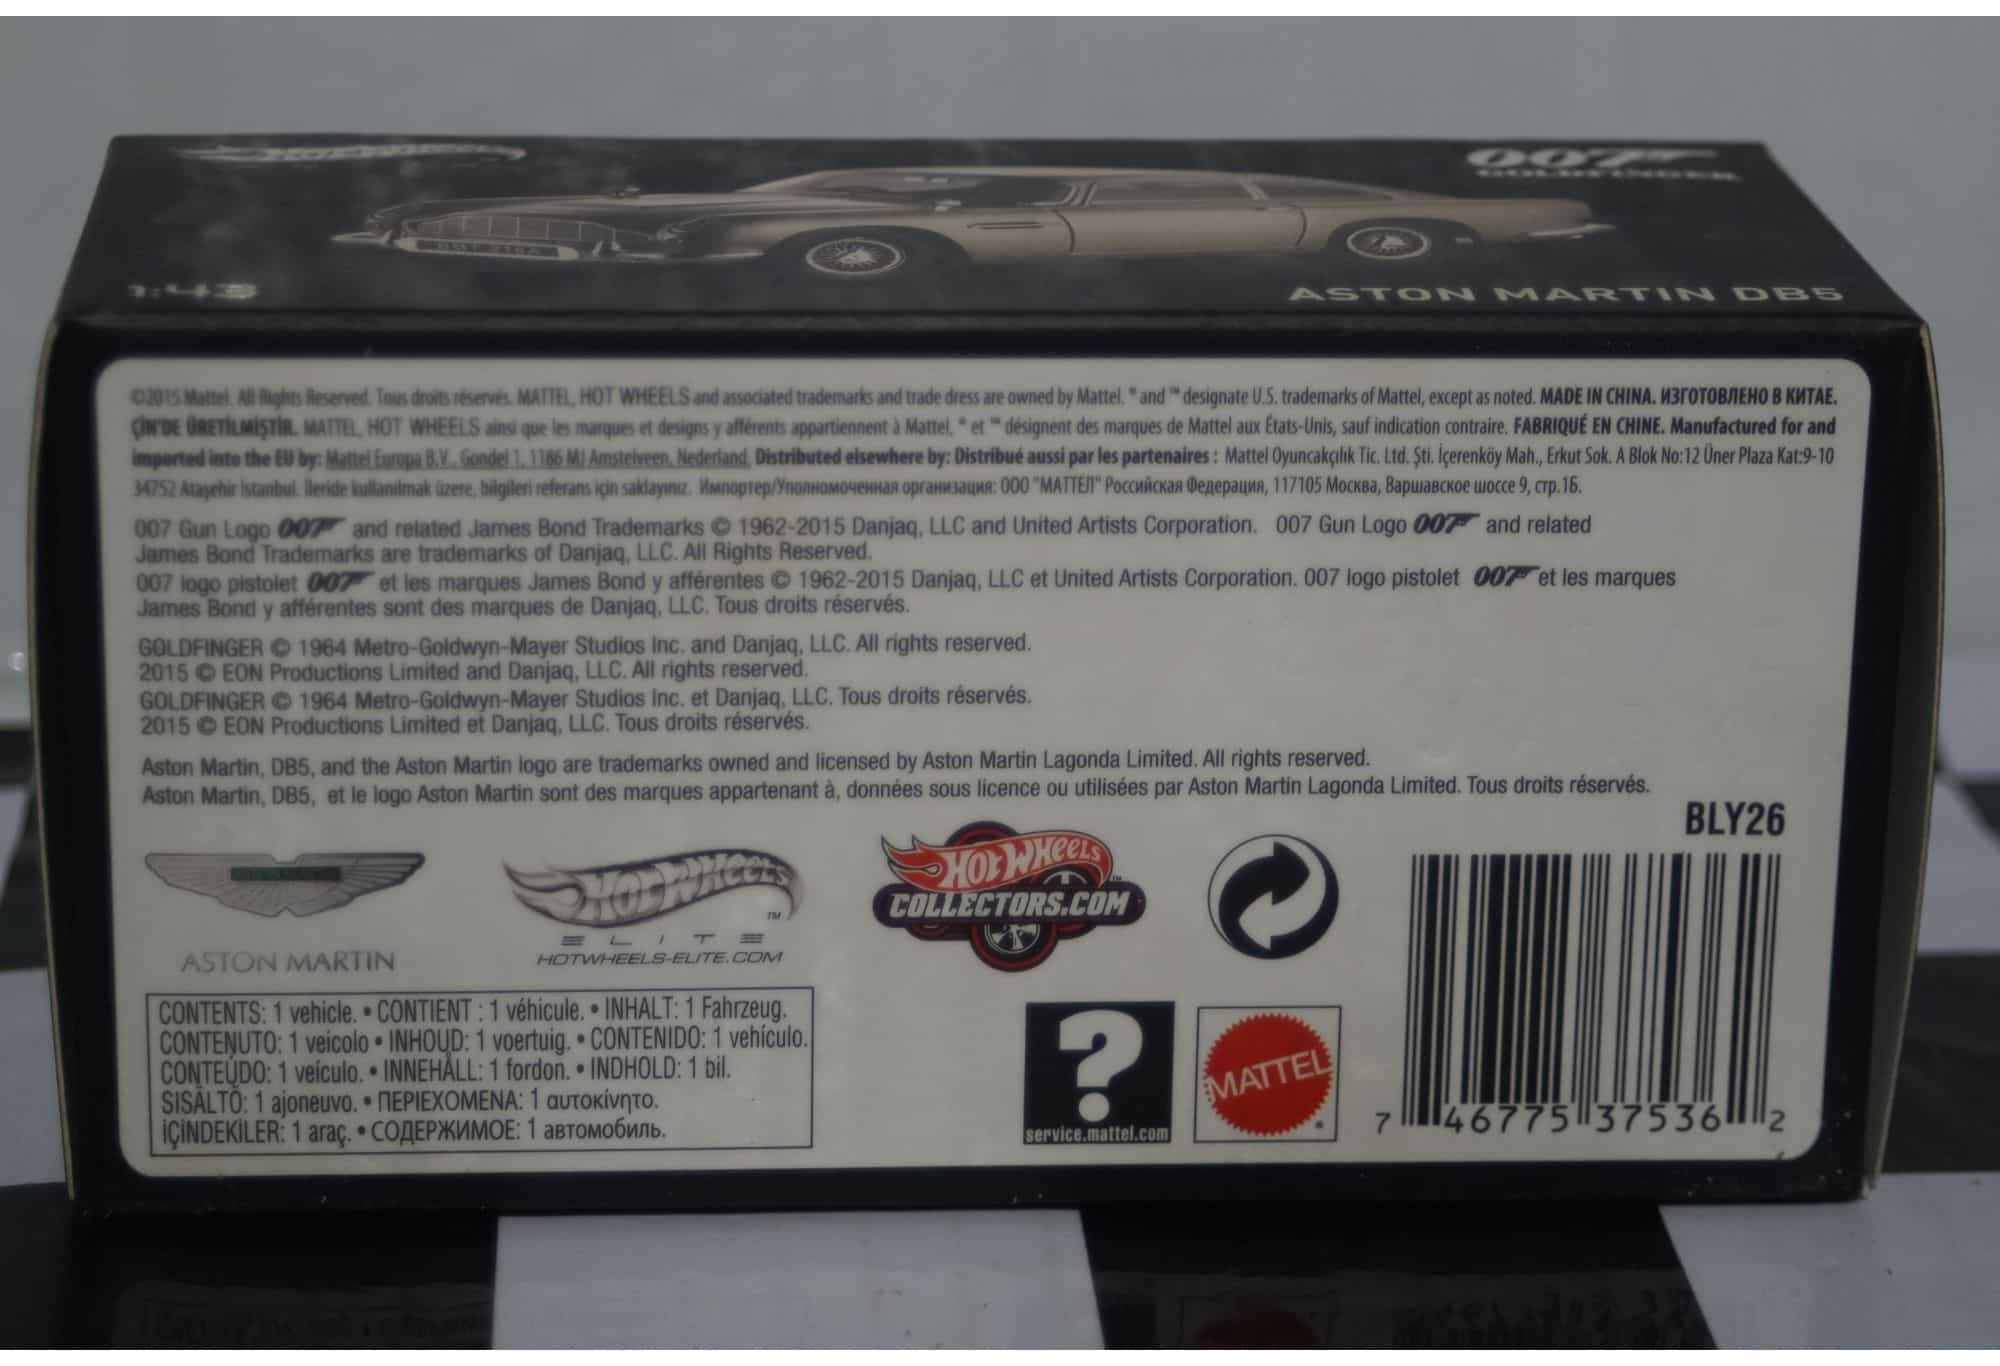 Hot Wheels
007
GOLDFINGER
BMT 216A
1:43
ASTON MARTIN DB5
©2015 Mattel. All Rights Reserved. Tous droits réservés. MATTEL, HOT WHEELS and associated trademarks and trade dress are owned by Mattel. ® and ™ designate U.S. trademarks of Mattel, except as noted. MADE IN CHINA. ИЗГОТОВЛЕНО В КИТАЕ.
ÇİN'DE ÜRETİLMİŞTİR. MATTEL, HOT WHEELS ainsi que les marques et designs y afférents appartiennent à Mattel. ® et ™ désignent des marques de Mattel aux États-Unis, sauf indication contraire. FABRIQUÉ EN CHINE. Manufactured for and
imported into the EU by: Mattel Europa B.V., Gondel 1, 1186 MJ Amstelveen, Nederland. Distributed elsewhere by: Distribué aussi par les partenaires : Mattel Oyuncakçılık Tic. Ltd. Şti. İçerenköy Mah., Erkut Sok. A Blok No:12 Üner Plaza Kat:9-10
34752 Ataşehir İstanbul. İleride kullanılmak üzere, bilgileri referans için saklayınız. Импортер/Уполномоченная организация: ООО "МАТТЕЛ" Российская Федерация, 117105 Москва, Варшавское шоссе 9, стр.1Б.
007 Gun Logo 007 and related James Bond Trademarks © 1962-2015 Danjaq, LLC and United Artists Corporation. 007 Gun Logo 007 and related
James Bond Trademarks are trademarks of Danjaq, LLC. All Rights Reserved.
007 logo pistolet 007 et les marques James Bond y afférentes © 1962-2015 Danjaq, LLC et United Artists Corporation. 007 logo pistolet 007 et les marques
James Bond y afférentes sont des marques de Danjaq, LLC. Tous droits réservés.
GOLDFINGER © 1964 Metro-Goldwyn-Mayer Studios Inc. and Danjaq, LLC. All rights reserved.
2015 © EON Productions Limited and Danjaq, LLC. All rights reserved.
GOLDFINGER © 1964 Metro-Goldwyn-Mayer Studios Inc. et Danjaq, LLC. Tous droits réservés.
2015 © EON Productions Limited et Danjaq, LLC. Tous droits réservés.
Aston Martin, DB5, and the Aston Martin logo are trademarks owned and licensed by Aston Martin Lagonda Limited. All rights reserved.
Aston Martin, DB5, et le logo Aston Martin sont des marques appartenant à, données sous licence ou utilisées par Aston Martin Lagonda Limited. Tous droits réservés.
BLY26
ASTON MARTIN
Hot Wheels ™
ELITE
HOTWHEELS-ELITE.COM
Hot Wheels ™
COLLECTORS.COM
CONTENTS: 1 vehicle. • CONTIENT : 1 véhicule. • INHALT: 1 Fahrzeug.
CONTENUTO: 1 veicolo • INHOUD: 1 voertuig. • CONTENIDO: 1 vehículo.
CONTEÚDO: 1 veículo. • INNEHÅLL: 1 fordon. • INDHOLD: 1 bil.
SISÄLTÖ: 1 ajoneuvo. • ΠΕΡΙΕΧΟΜΕΝΑ: 1 αυτοκίνητο.
İÇİNDEKİLER: 1 araç. • СОДЕРЖИМОЕ: 1 автомобиль.
?
service.mattel.com
MATTEL ®
7 46775 37536 2